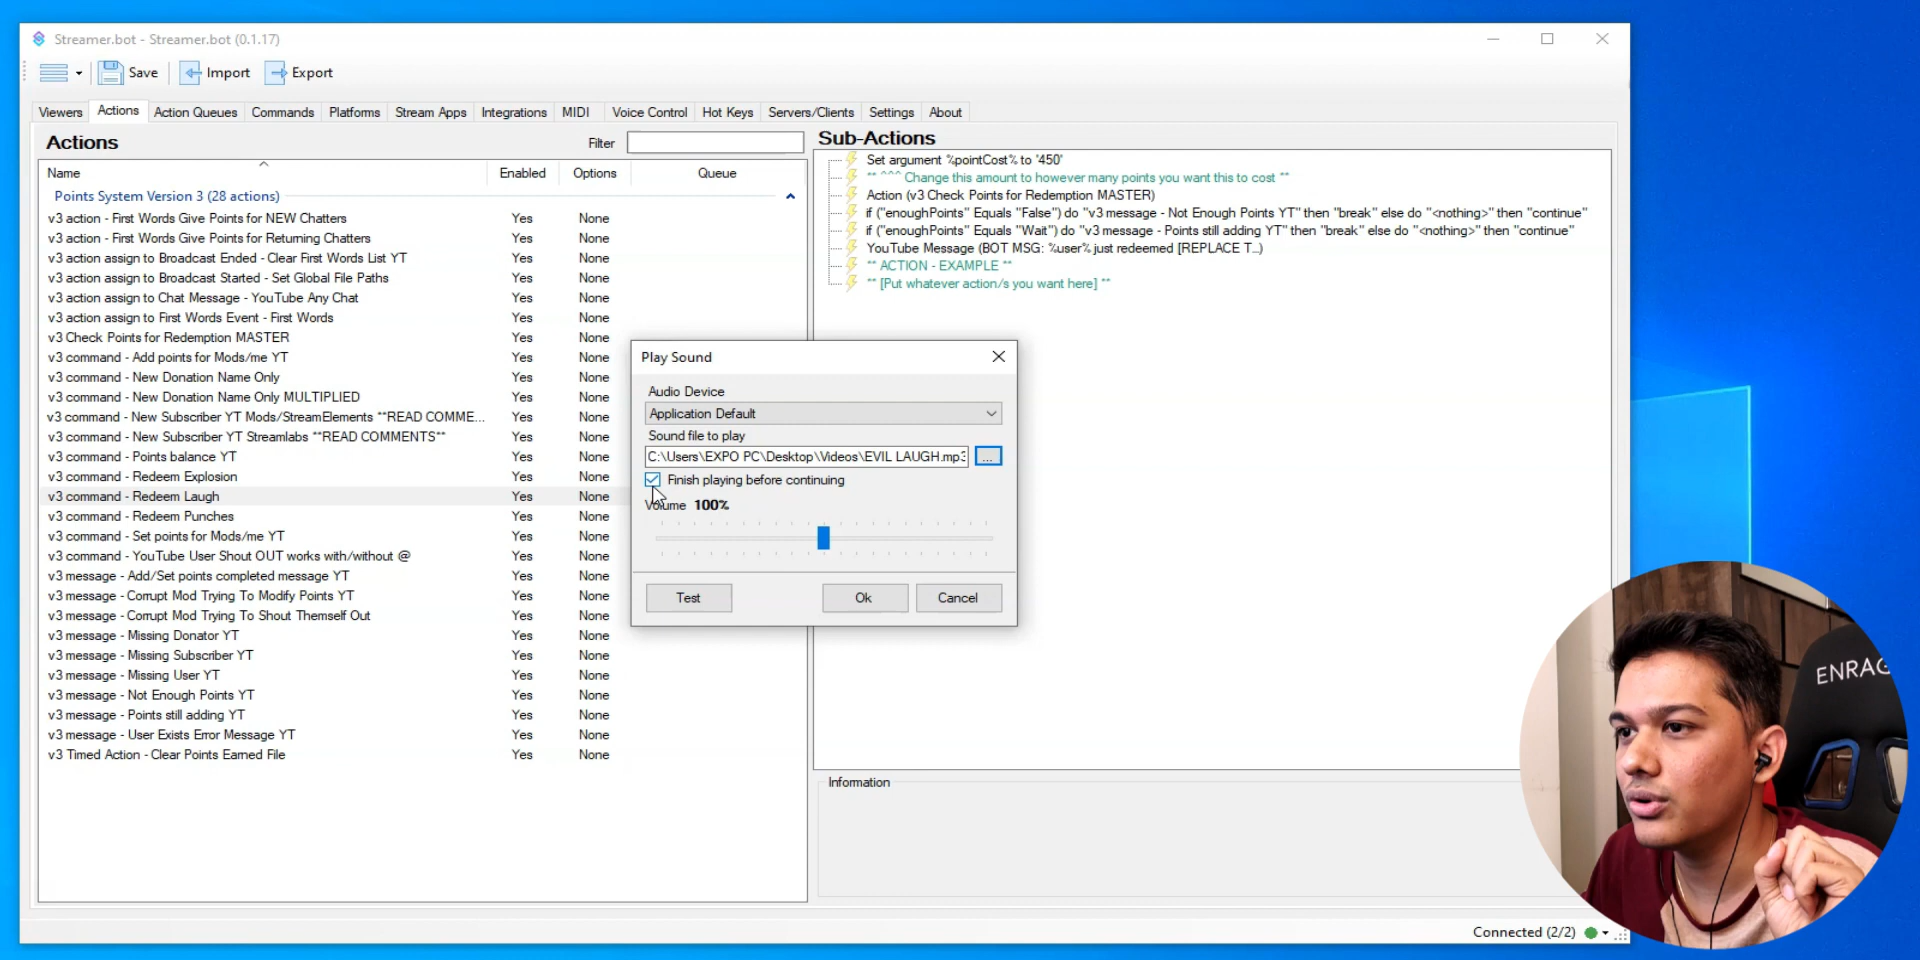 Streamer.bot - Streamer.bot (0.1.17)
Save
Import
Export
Viewers
Actions
Action Queues
Commands
Platforms
Stream Apps
Integrations
MIDI
Voice Control
Hot Keys
Servers/Clients
Settings
About
Actions
Filter
Name
Enabled
Options
Queue
Points System Version 3 (28 actions)
v3 action - First Words Give Points for NEW Chatters Yes None
v3 action - First Words Give Points for Returning Chatters Yes None
v3 action assign to Broadcast Ended - Clear First Words List YT Yes None
v3 action assign to Broadcast Started - Set Global File Paths Yes None
v3 action assign to Chat Message - YouTube Any Chat Yes None
v3 action assign to First Words Event - First Words Yes None
v3 Check Points for Redemption MASTER Yes None
v3 command - Add points for Mods/me YT Yes None
v3 command - New Donation Name Only Yes None
v3 command - New Donation Name Only MULTIPLIED Yes None
v3 command - New Subscriber YT Mods/StreamElements **READ COMME... Yes None
v3 command - New Subscriber YT Streamlabs **READ COMMENTS** Yes None
v3 command - Points balance YT Yes None
v3 command - Redeem Explosion Yes None
v3 command - Redeem Laugh Yes None
v3 command - Redeem Punches Yes None
v3 command - Set points for Mods/me YT Yes None
v3 command - YouTube User Shout OUT works with/without @ Yes None
v3 message - Add/Set points completed message YT Yes None
v3 message - Corrupt Mod Trying To Modify Points YT Yes None
v3 message - Corrupt Mod Trying To Shout Themself Out Yes None
v3 message - Missing Donator YT Yes None
v3 message - Missing Subscriber YT Yes None
v3 message - Missing User YT Yes None
v3 message - Not Enough Points YT Yes None
v3 message - Points still adding YT Yes None
v3 message - User Exists Error Message YT Yes None
v3 Timed Action - Clear Points Earned File Yes None
Sub-Actions
Set argument %pointCost% to '450'
** ^^^ Change this amount to however many points you want this to cost **
Action (v3 Check Points for Redemption MASTER)
if ("enoughPoints" Equals "False") do "v3 message - Not Enough Points YT" then "break" else do "<nothing>" then "continue"
if ("enoughPoints" Equals "Wait") do "v3 message - Points still adding YT" then "break" else do "<nothing>" then "continue"
YouTube Message (BOT MSG: %user% just redeemed [REPLACE T...)
** ACTION - EXAMPLE **
** [Put whatever action/s you want here] **
Play Sound
Audio Device
Application Default
Sound file to play
C:\Users\EXPO PC\Desktop\Videos\EVIL LAUGH.mp3
...
Finish playing before continuing
Volume 100%
Test
Ok
Cancel
Information
Connected (2/2)
ENRAG